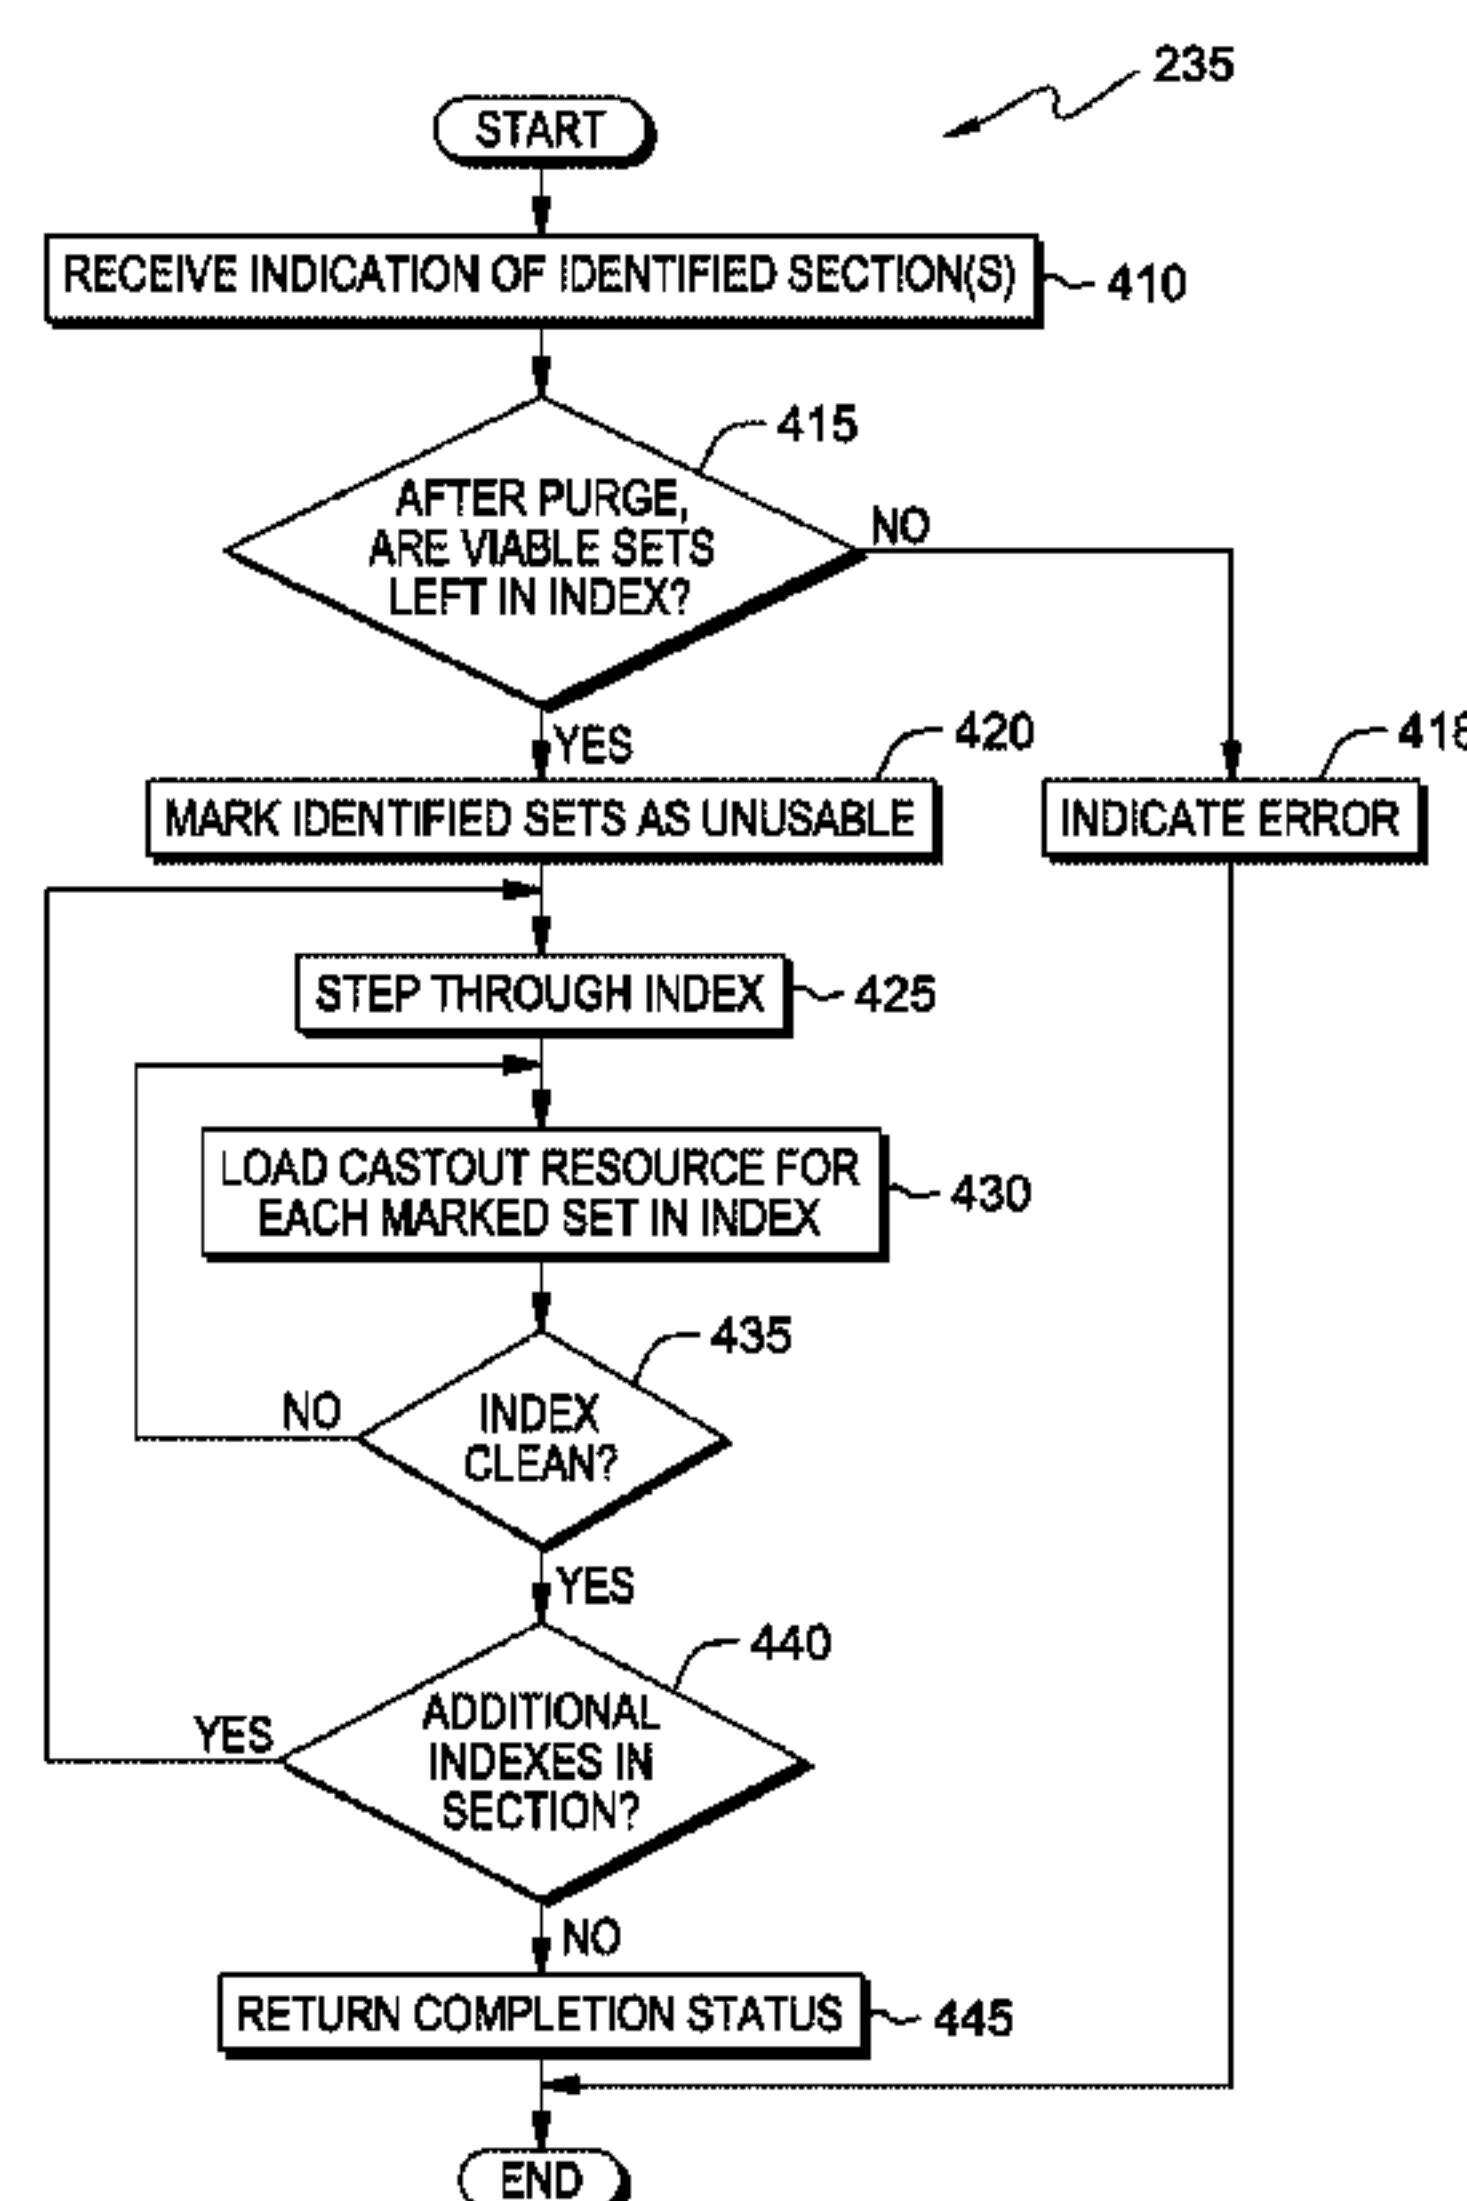 235
START
RECEIVE INDICATION OF IDENTIFIED SECTION(S)
410
415
AFTER PURGE,
ARE VIABLE SETS
LEFT IN INDEX?
NO
YES
420
418
MARK IDENTIFIED SETS AS UNUSABLE
INDICATE ERROR
STEP THROUGH INDEX
425
LOAD CASTOUT RESOURCE FOR
EACH MARKED SET IN INDEX
430
435
INDEX
CLEAN?
NO
YES
440
ADDITIONAL
INDEXES IN
SECTION?
YES
NO
RETURN COMPLETION STATUS
445
END